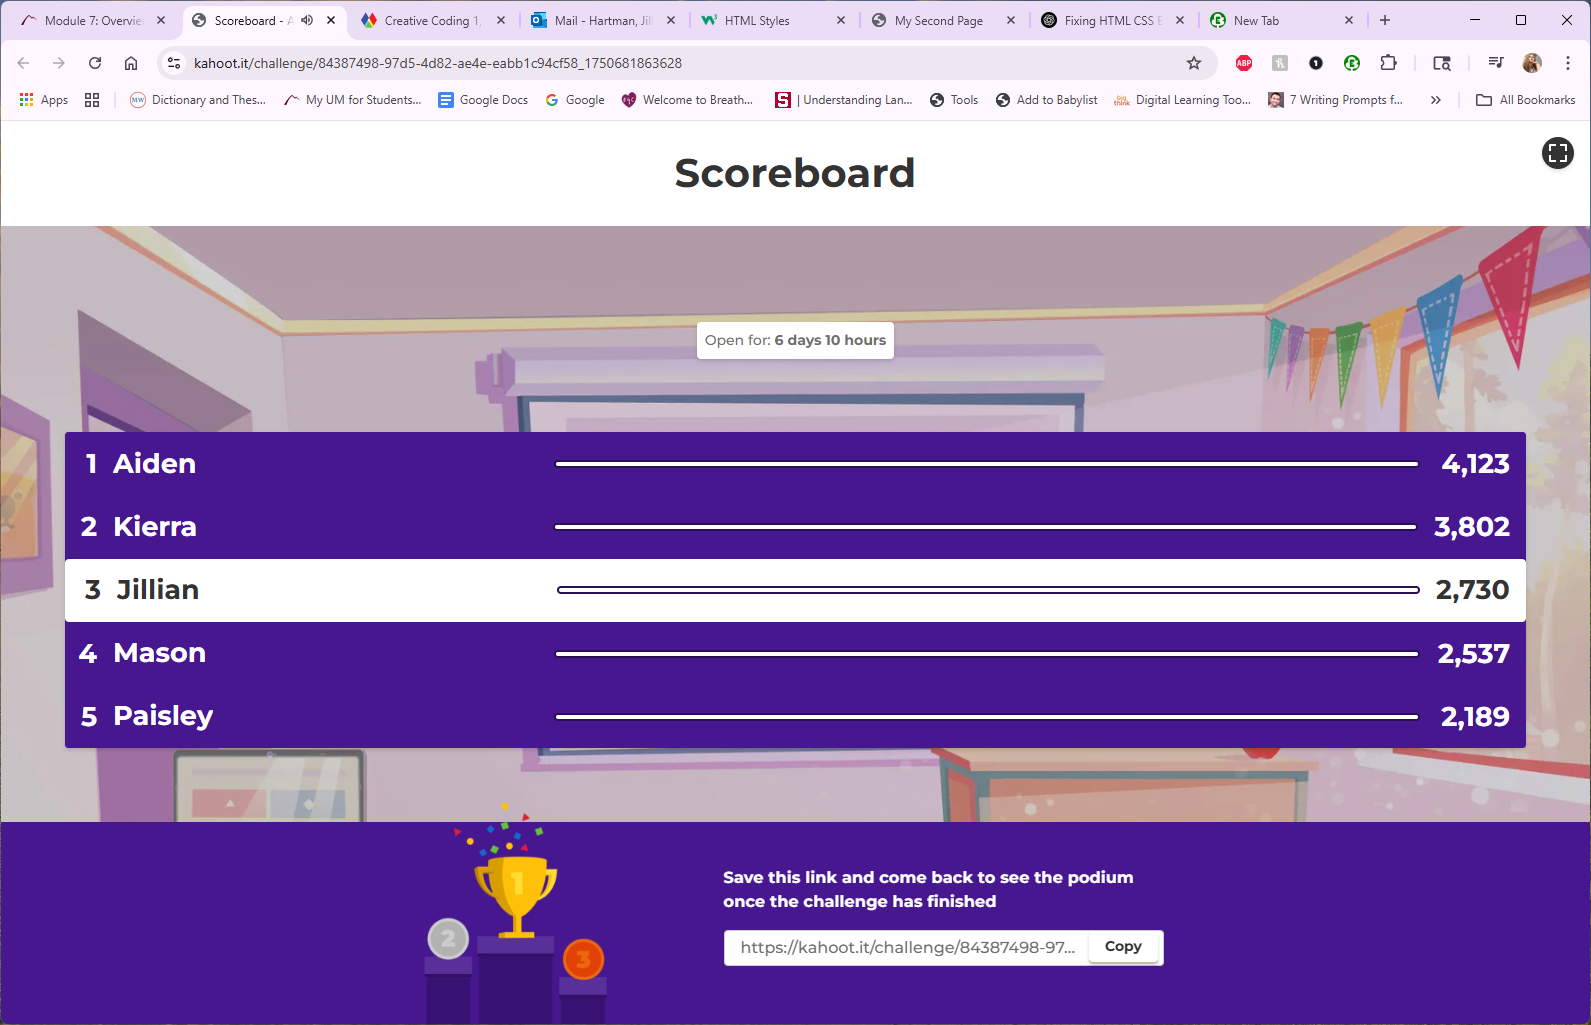 Module 7: Overvie
Scoreboard - A
Creative Coding 1,
Mail - Hartman, Jill
HTML Styles
My Second Page
Fixing HTML CSS E
New Tab
kahoot.it/challenge/84387498-97d5-4d82-ae4e-eabb1c94cf58_1750681863628
ABP
Apps
MW
Dictionary and Thes...
My UM for Students...
Google Docs
Google
Welcome to Breath...
S
| Understanding Lan...
Tools
Add to Babylist
big think
Digital Learning Too...
7 Writing Prompts f...
All Bookmarks
Scoreboard
Open for: 6 days 10 hours
1 Aiden 4,123
2 Kierra 3,802
3 Jillian 2,730
4 Mason 2,537
5 Paisley 2,189
1
2
3
Save this link and come back to see the podium
once the challenge has finished
https://kahoot.it/challenge/84387498-97... Copy